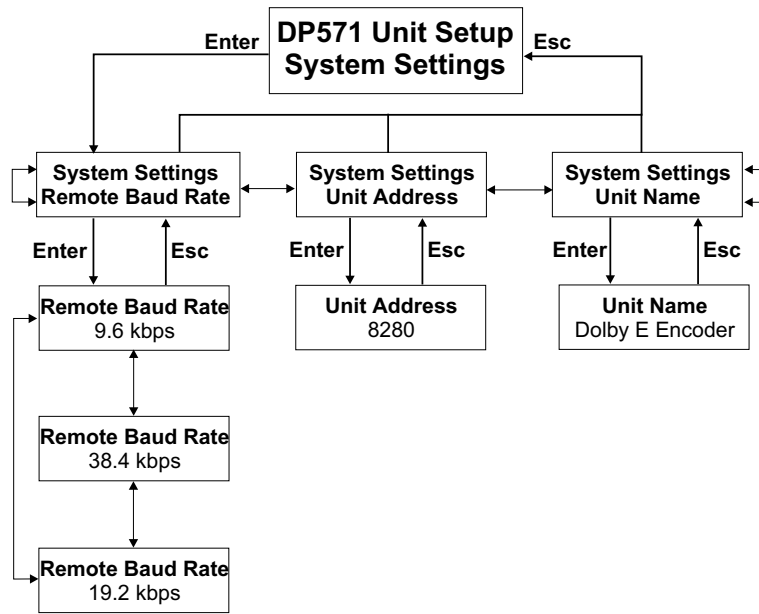 DP571 Unit Setup
System Settings
Enter
Esc
System Settings
Remote Baud Rate
System Settings
Unit Address
System Settings
Unit Name
Enter
Esc
Enter
Esc
Enter
Esc
Remote Baud Rate
9.6 kbps
Unit Address
8280
Unit Name
Dolby E Encoder
Remote Baud Rate
38.4 kbps
Remote Baud Rate
19.2 kbps